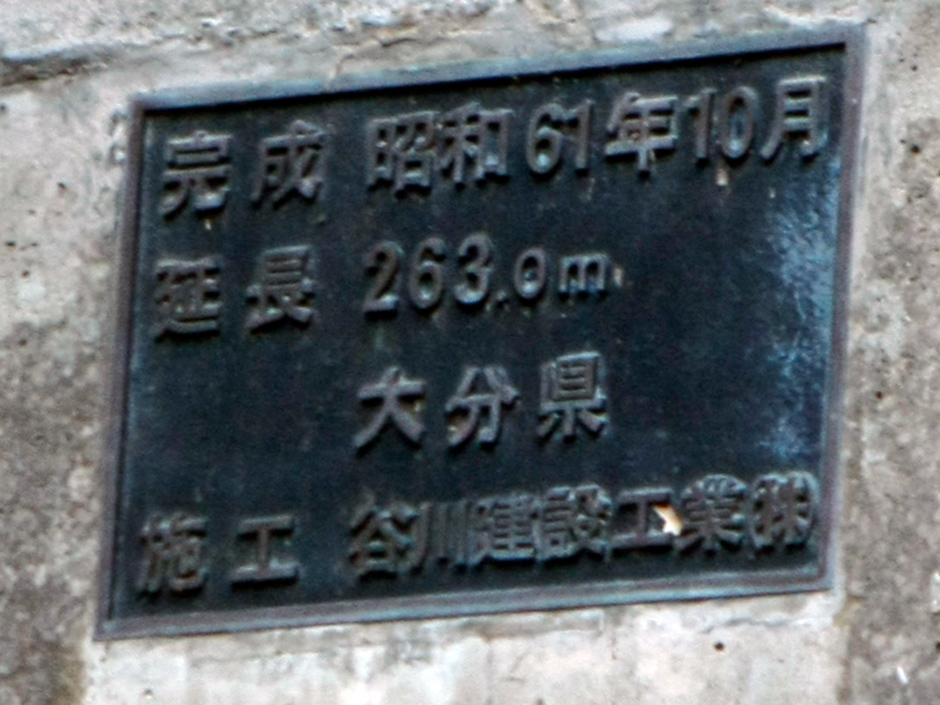 完成 昭和61年10月
延長 263.0m
大分県
施工 谷川建設工業㈱